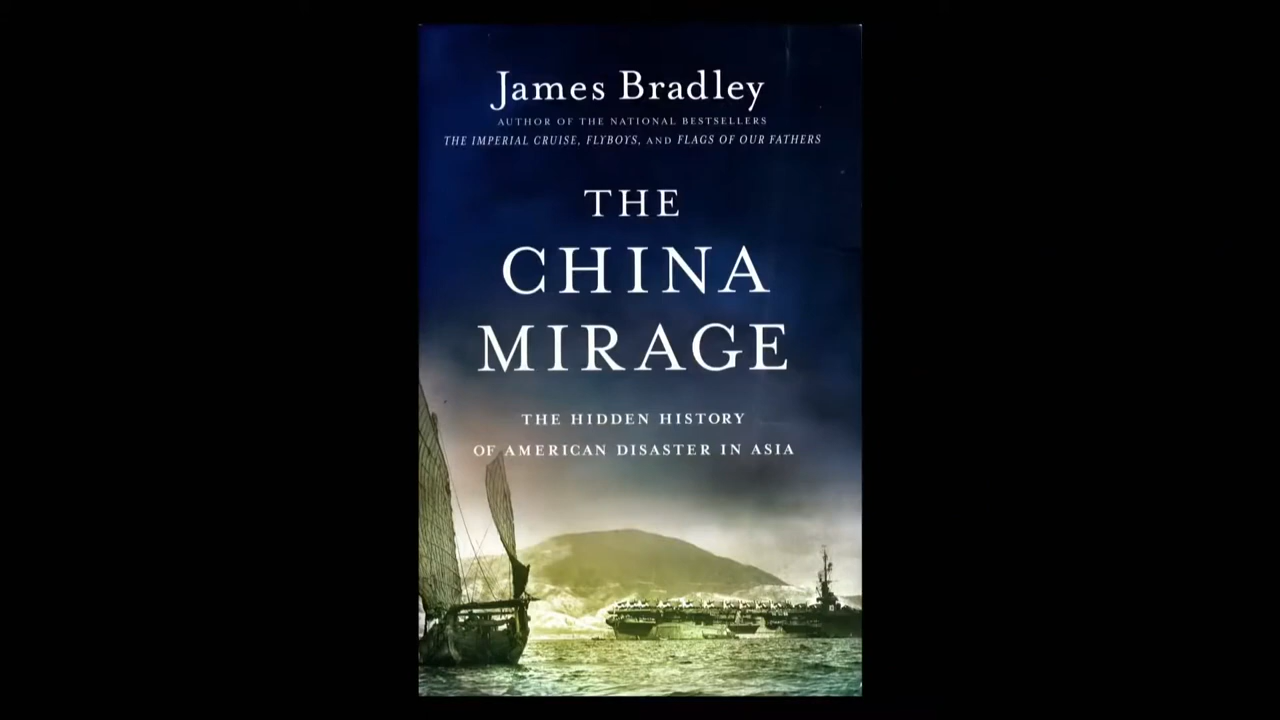 James Bradley
AUTHOR OF THE NATIONAL BESTSELLERS
THE IMPERIAL CRUISE, FLYBOYS, AND FLAGS OF OUR FATHERS
THE
CHINA
MIRAGE
THE HIDDEN HISTORY
OF AMERICAN DISASTER IN ASIA